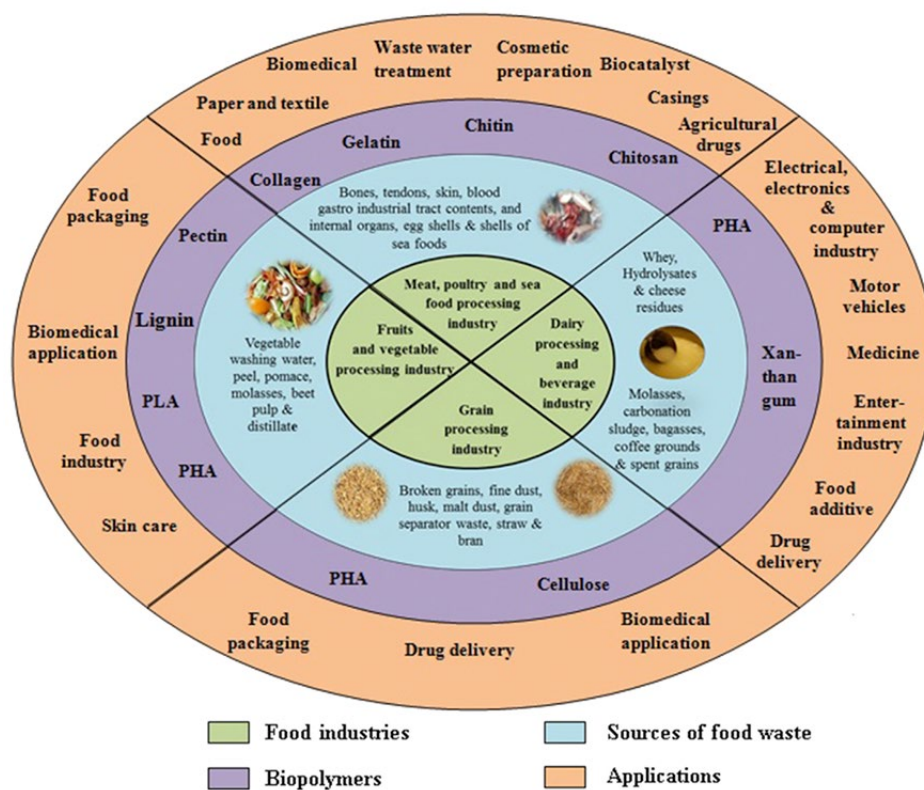 Biomedical
Waste water
treatment
Cosmetic
preparation
Biocatalyst
Paper and textile
Casings
Food
Agricultural
drugs
Collagen
Gelatin
Chitin
Chitosan
Bones, tendons, skin, blood
gastro industrial tract contents, and
internal organs, egg shells & shells of
sea foods
Meat, poultry and sea
food processing
industry
Electrical,
electronics
&
computer
industry
Motor
vehicles
Medicine
Enter-
tainment
industry
Food
additive
Drug
delivery
PHA
Xan-
than
gum
Whey,
Hydrolysates
& cheese
residues
Molasses,
carbonation
sludge, bagasses,
coffee grounds
& spent grains
Dairy
processing
and
beverage
industry
Food
packaging
Biomedical
application
Food
industry
Skin care
Pectin
Lignin
PLA
PHA
Vegetable
washing water,
peel, pomace,
molasses, beet
pulp &
distillate
Fruits
and vegetable
processing industry
Grain
processing
industry
Broken grains, fine dust,
husk, malt dust, grain
separator waste, straw &
bran
PHA
Cellulose
Food
packaging
Drug delivery
Biomedical
application
Food industries
Sources of food waste
Biopolymers
Applications